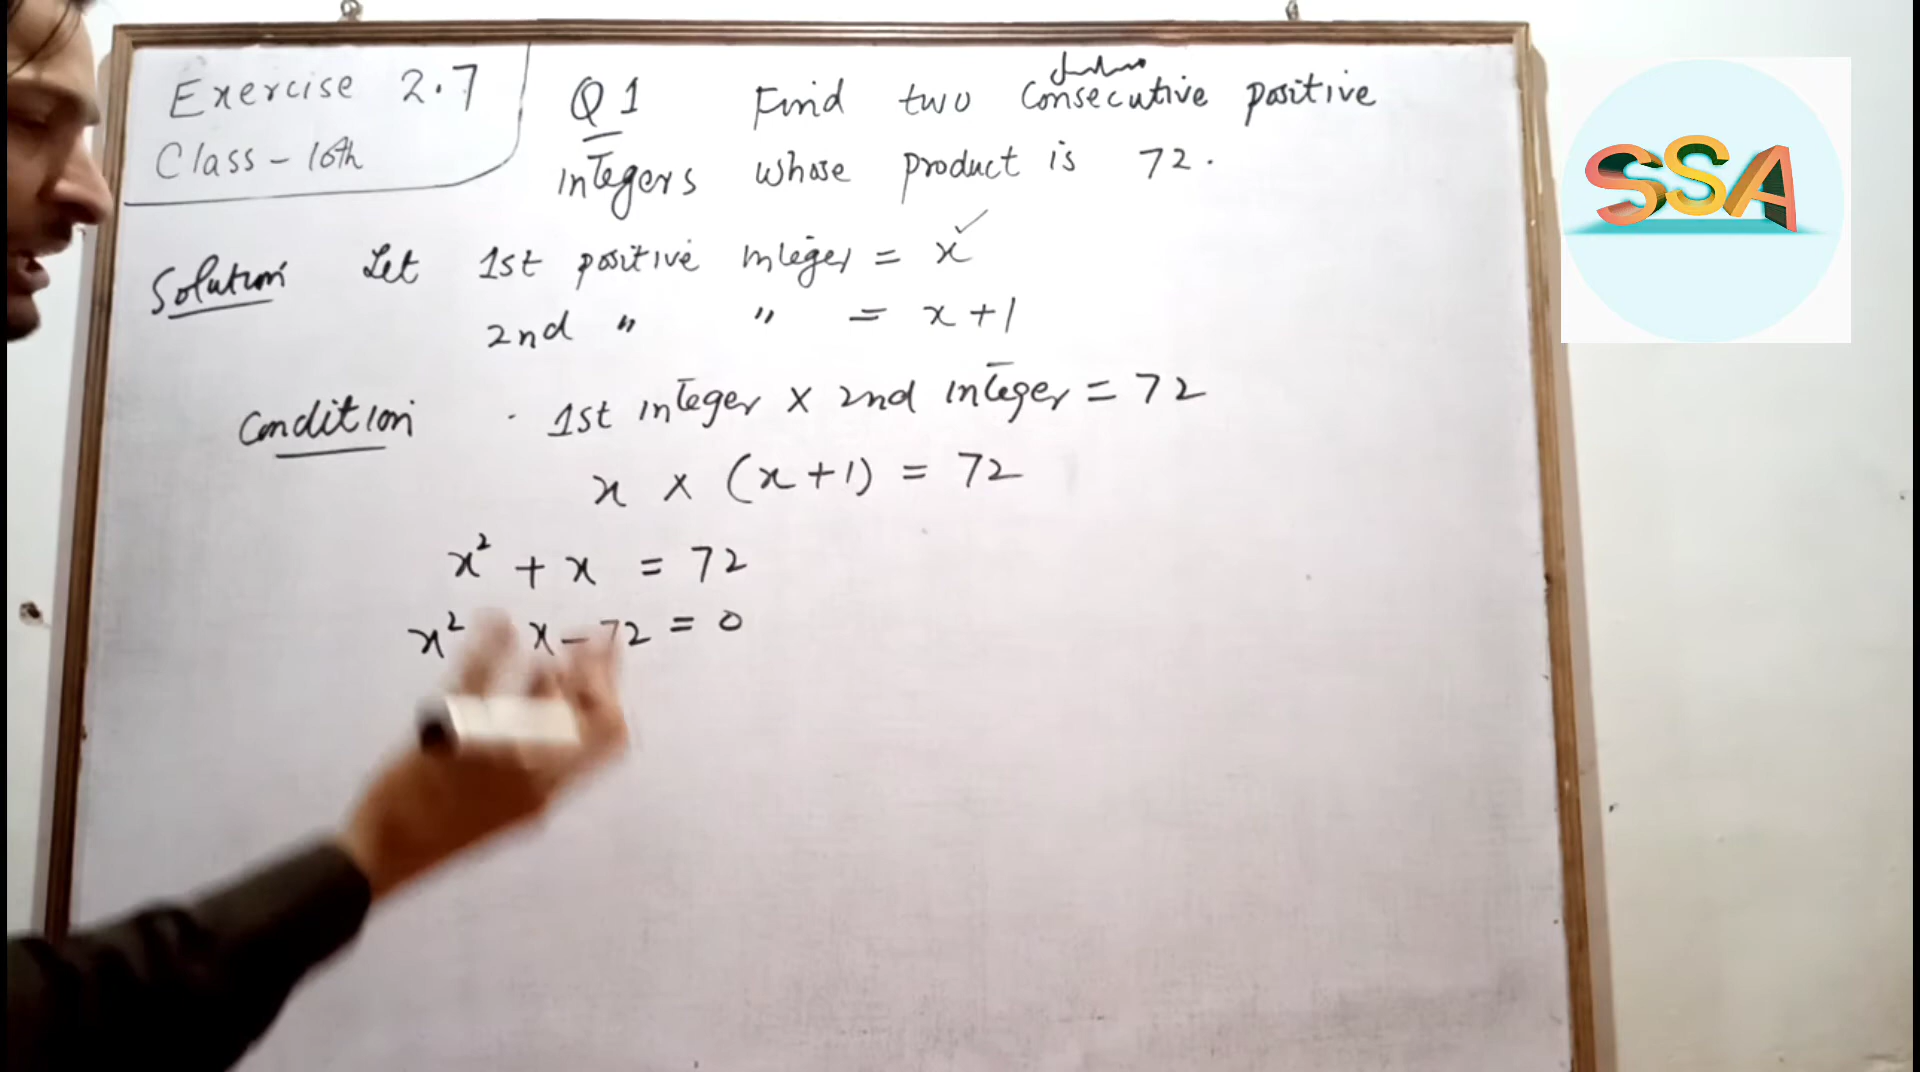 Exercise 2.7
Class - 10th
Q1 Find two Consecutive positive
integers whose product is 72.
Solution Let 1st positive integer = x
2nd " " = x+1
Condition . 1st integer × 2nd integer = 72
x × (x+1) = 72
x² + x = 72
x² x - 72 = 0
SSA